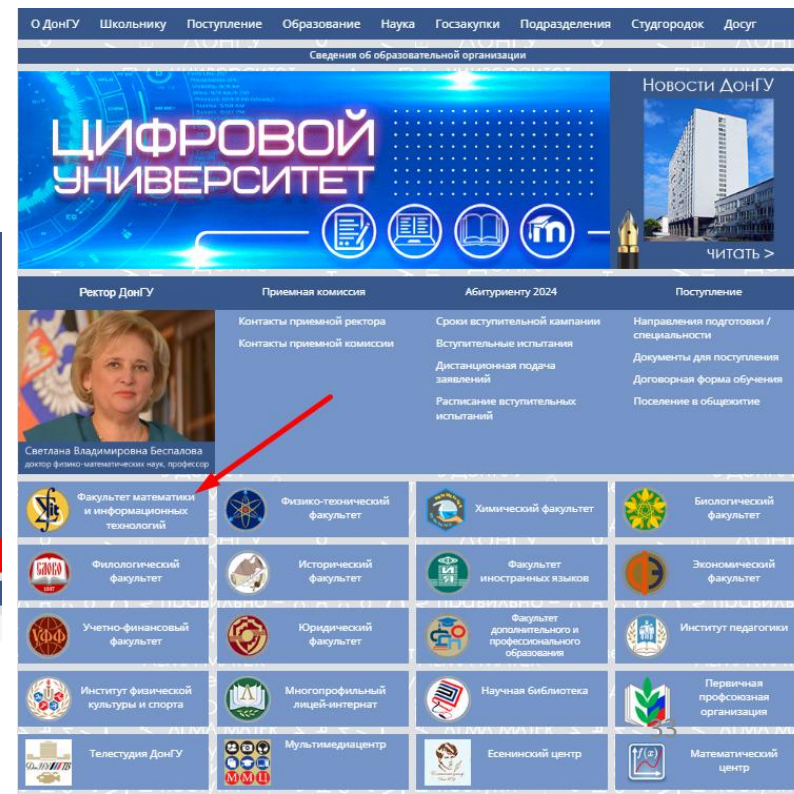 О ДонГУ Школьнику Поступление Образование Наука Госзакупки Подразделения Студгородок Досуг
Сведения об образовательной организации
ЦИФРОВОЙ
УНИВЕРСИТЕТ
Новости ДонГУ
читать >
Ректор ДонГУ
Приемная комиссия
Абитуриенту 2024
Поступление
Светлана Владимировна Беспалова
доктор физико-математических наук, профессор
Контакты приемной ректора
Контакты приемной комиссии
Сроки вступительной кампании
Вступительные испытания
Дистанционная подача
заявлений
Расписание вступительных
испытаний
Направления подготовки /
специальности
Документы для поступления
Договорная форма обучения
Поселение в общежитие
Факультет математики
и информационных
технологий
Физико-технический
факультет
Химический факультет
Биологический
факультет
СЛОВО
Филологический
факультет
Исторический
факультет
ИЯ
Факультет
иностранных языков
Экономический
факультет
УФФ
Учетно-финансовый
факультет
Юридический
факультет
Факультет
дополнительного и
профессионального
образования
Институт педагогики
Институт физической
культуры и спорта
Многопрофильный
лицей-интернат
Научная библиотека
Первичная
профсоюзная
организация
33
Телестудия ДонГУ
ММЦ
Мультимедиацентр
Есенинский центр
f(x)
Математический
центр